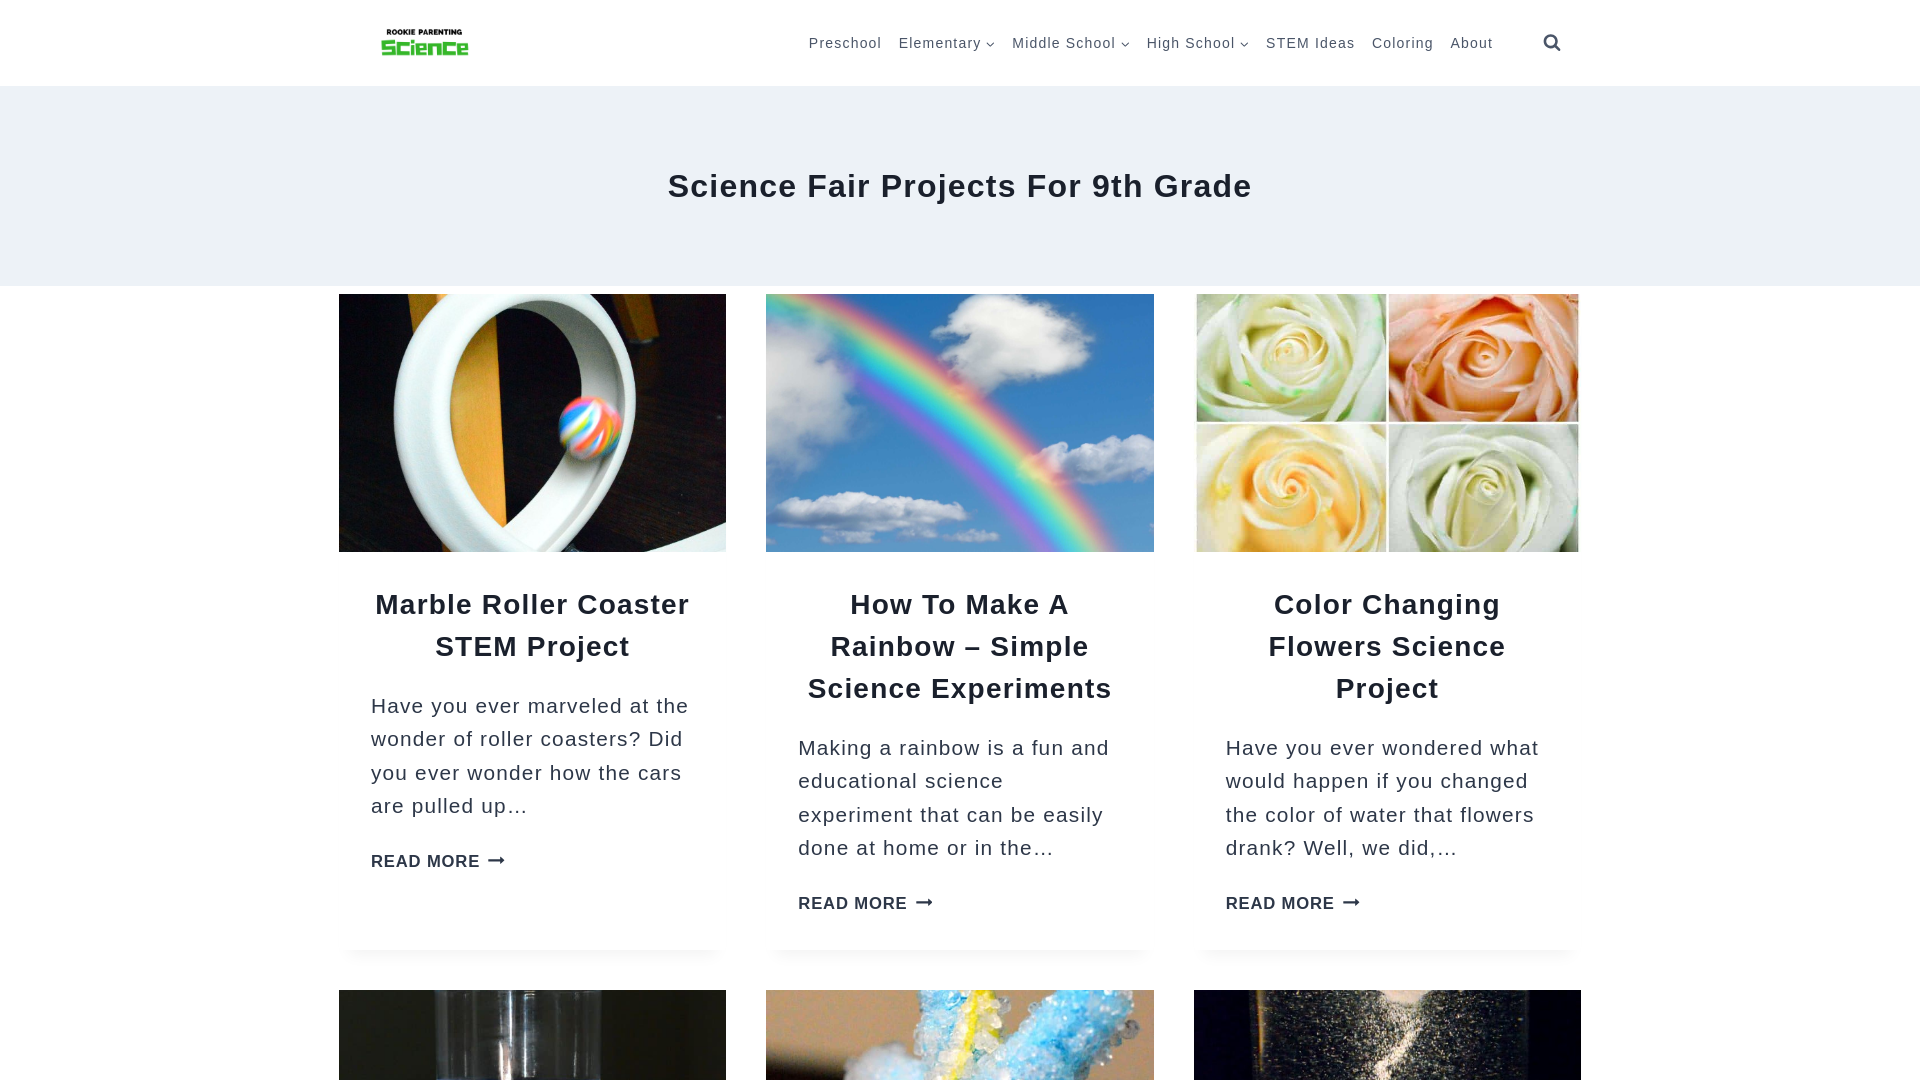 ROOKIE PARENTING
Science
Preschool Elementary Middle School High School STEM Ideas Coloring About
Science Fair Projects For 9th Grade
Marble Roller Coaster
STEM Project
Have you ever marveled at the
wonder of roller coasters? Did
you ever wonder how the cars
are pulled up…
READ MORE
How To Make A
Rainbow – Simple
Science Experiments
Making a rainbow is a fun and
educational science
experiment that can be easily
done at home or in the…
READ MORE
Color Changing
Flowers Science
Project
Have you ever wondered what
would happen if you changed
the color of water that flowers
drank? Well, we did,…
READ MORE